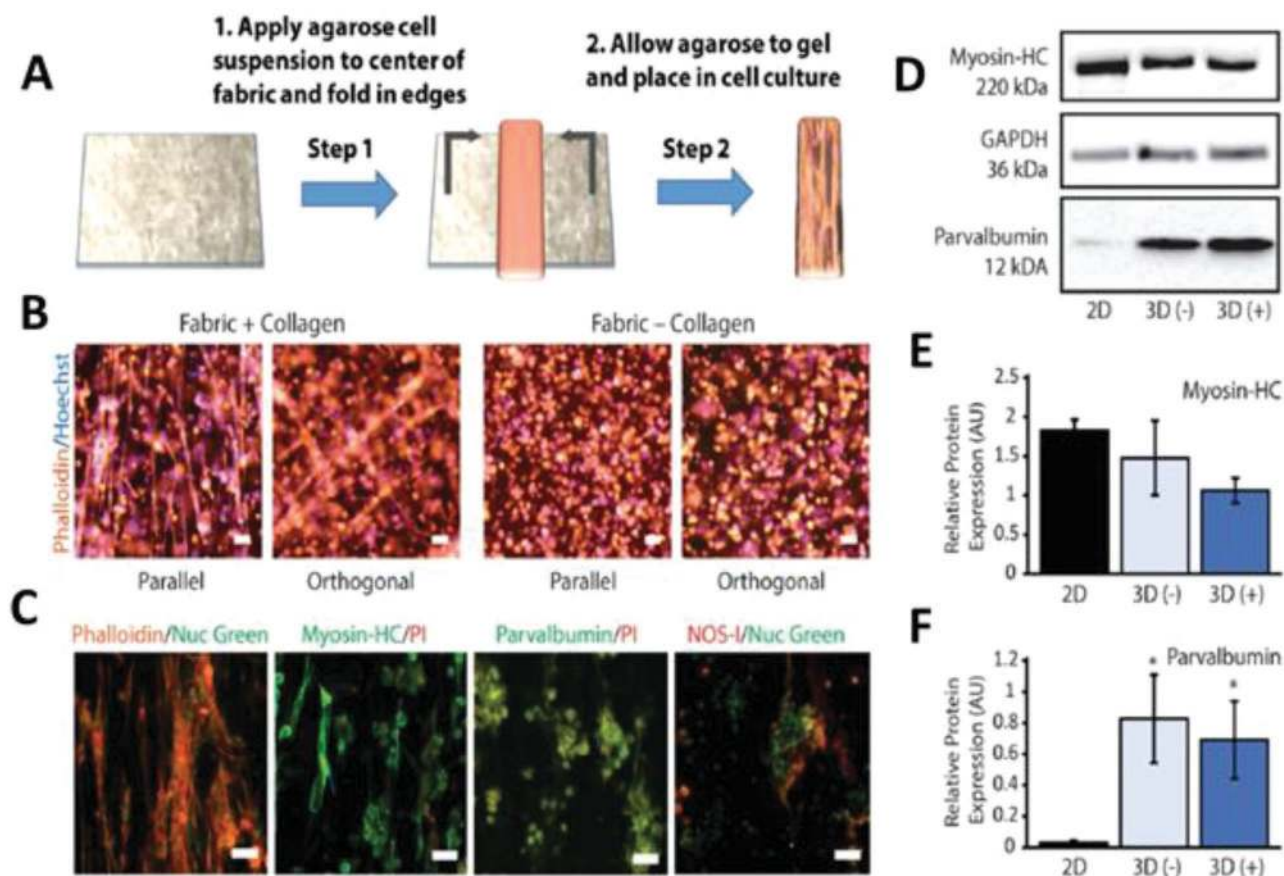 A
1. Apply agarose cell
suspension to center of
fabric and fold in edges
2. Allow agarose to gel
and place in cell culture
Step 1
Step 2
B
Fabric + Collagen
Fabric – Collagen
Phalloidin/Hoechst
Parallel
Orthogonal
Parallel
Orthogonal
C
Phalloidin/Nuc Green
Myosin-HC/PI
Parvalbumin/PI
NOS-I/Nuc Green
D
Myosin-HC
220 kDa
GAPDH
36 kDa
Parvalbumin
12 kDA
2D
3D (-)
3D (+)
E
Myosin-HC
Relative Protein
Expression (AU)
2.5
2
1.5
1
0.5
0
2D
3D (-)
3D (+)
F
Parvalbumin
Relative Protein
Expression (AU)
1.2
1
0.8
0.6
0.4
0.2
0
*
*
2D
3D (-)
3D (+)